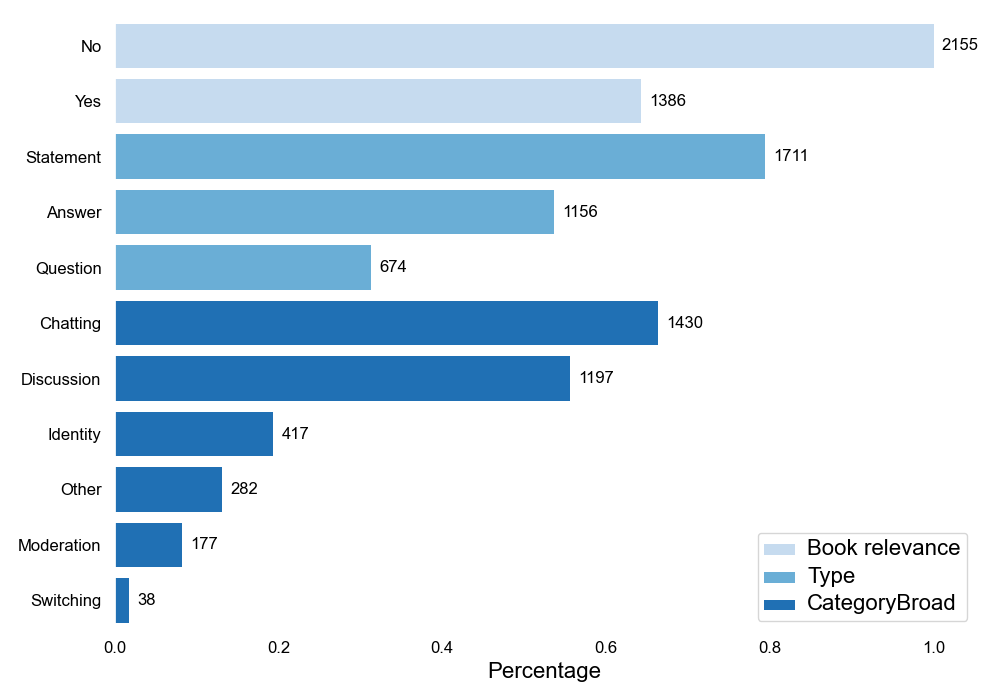 No 2155
Yes 1386
Statement 1711
Answer 1156
Question 674
Chatting 1430
Discussion 1197
Identity 417
Other 282
Moderation 177
Switching 38
Book relevance
Type
CategoryBroad
0.0 0.2 0.4 0.6 0.8 1.0
Percentage